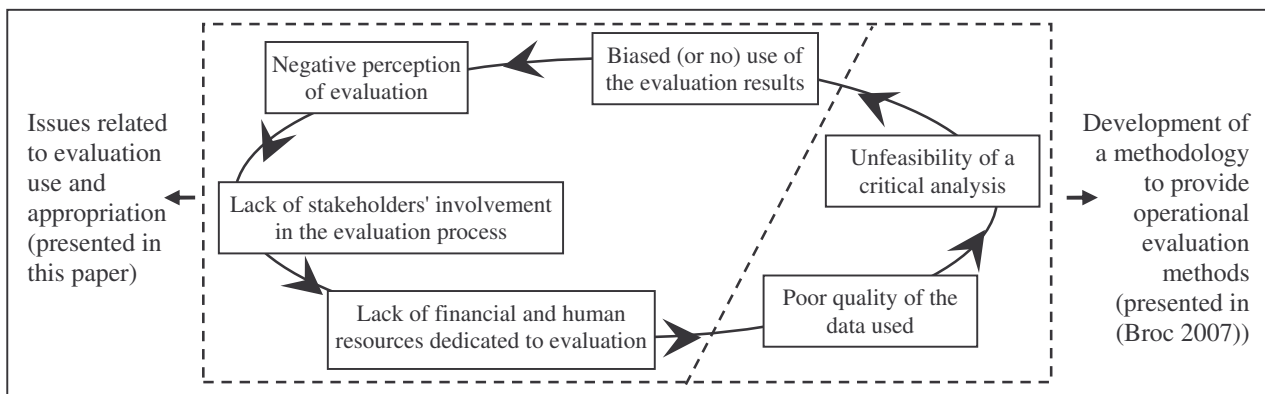 Issues related
to evaluation
use and
appropriation
(presented in
this paper)
Negative perception
of evaluation
Biased (or no) use of
the evaluation results
Unfeasibility of a
critical analysis
Lack of stakeholders' involvement
in the evaluation process
Lack of financial and human
resources dedicated to evaluation
Poor quality of the
data used
Development of
a methodology
to provide
operational
evaluation
methods
(presented in
(Broc 2007))